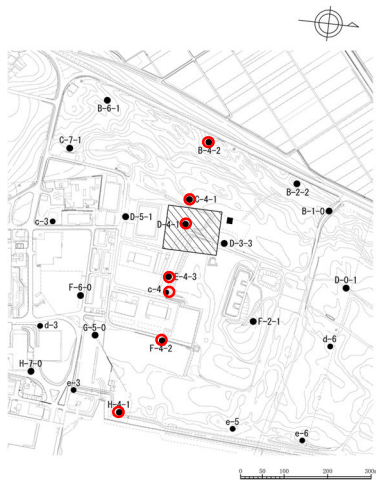 B-6-1
B-4-2
C-7-1
B-2-2
C-4-1
B-1-0
c-3
D-5-1
D-4-1
D-3-3
E-4-3
D-0-1
c-4
F-6-0
F-2-1
d-3
G-5-0
F-4-2
d-6
H-7-0
e-3
H-4-1
e-5
e-6
0 50 100 200 300m